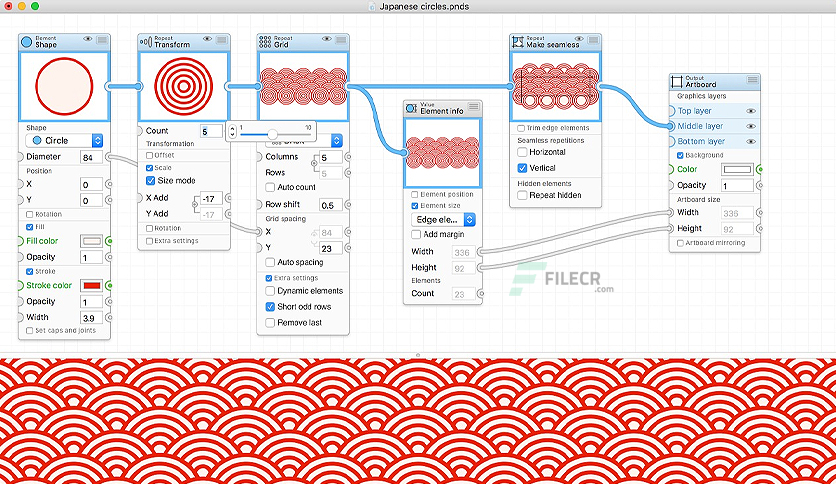 Japanese circles.pnds
Element
Shape
Shape
Circle
Diameter 84
Position
X 0
Y 0
Rotation
Fill
Fill color
Opacity 1
Stroke
Stroke color
Opacity 1
Width 3.9
Set caps and joints
Repeat
Transform
Count 5
1 10
Transformation
Offset
Scale
Size mode
X Add -17
Y Add -17
Rotation
Extra settings
Repeat
Grid
Columns 5
Rows 5
Auto count
Row shift 0.5
Grid spacing
X 84
Y 23
Auto spacing
Extra settings
Dynamic elements
Short odd rows
Remove last
Value
Element info
Element position
Element size
Edge ele...
Add margin
Width 336
Height 92
Elements
Count 23
Repeat
Make seamless
Trim edge elements
Seamless repetitions
Horizontal
Vertical
Hidden elements
Repeat hidden
Output
Artboard
Graphics layers
Top layer
Middle layer
Bottom layer
Background
Color
Opacity 1
Artboard size
Width 336
Height 92
Artboard mirroring
FILECR
.com